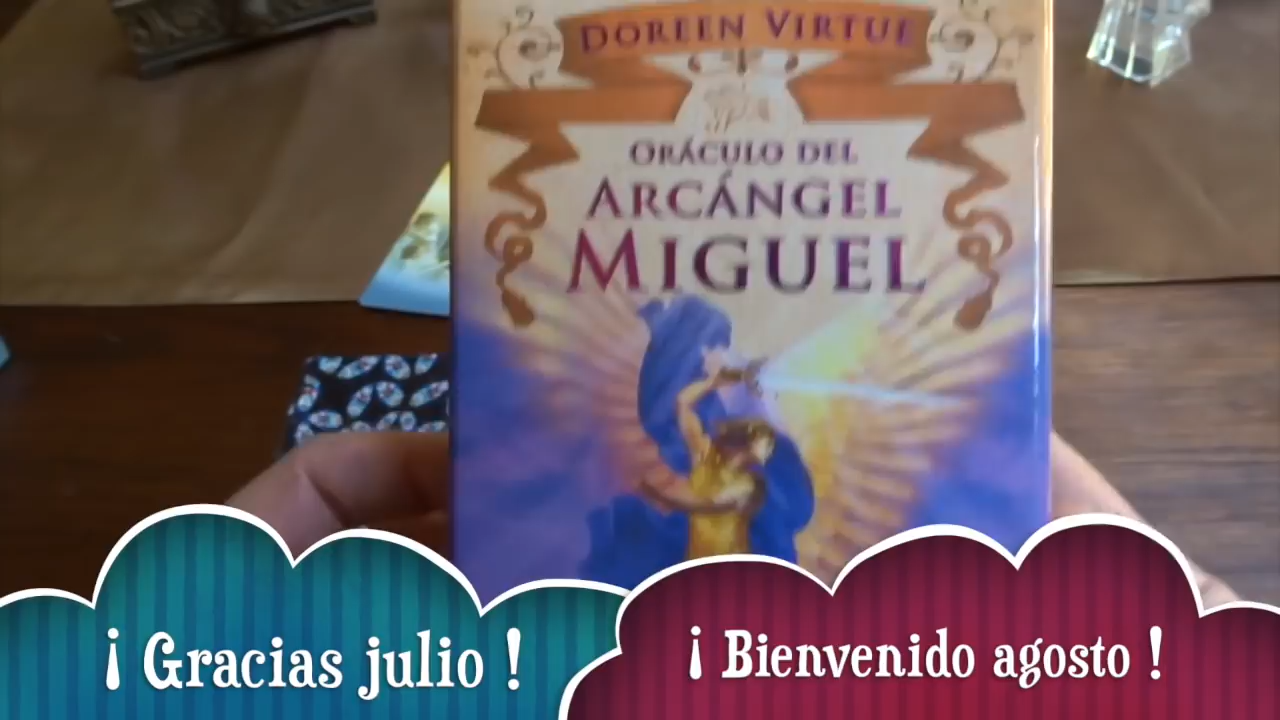 DOREEN VIRTUE
ORÁCULO DEL
ARCÁNGEL
MIGUEL
¡ Gracias julio !
¡ Bienvenido agosto !